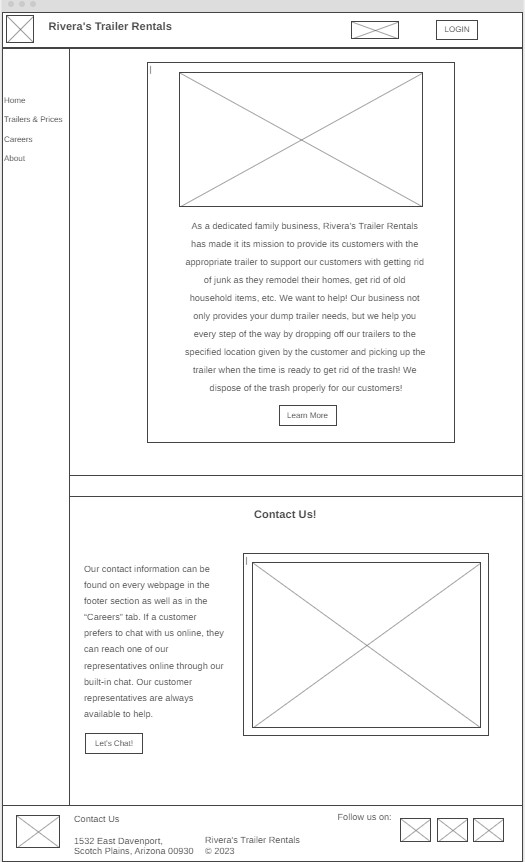 Rivera's Trailer Rentals
LOGIN
Home
Trailers & Prices
Careers
About
As a dedicated family business, Rivera's Trailer Rentals
has made it its mission to provide its customers with the
appropriate trailer to support our customers with getting rid
of junk as they remodel their homes, get rid of old
household items, etc. We want to help! Our business not
only provides your dump trailer needs, but we help you
every step of the way by dropping off our trailers to the
specified location given by the customer and picking up the
trailer when the time is ready to get rid of the trash! We
dispose of the trash properly for our customers!
Learn More
Contact Us!
Our contact information can be
found on every webpage in the
footer section as well as in the
"Careers" tab. If a customer
prefers to chat with us online, they
can reach one of our
representatives online through our
built-in chat. Our customer
representatives are always
available to help.
Let's Chat!
Contact Us
1532 East Davenport,
Scotch Plains, Arizona 00930
Rivera's Trailer Rentals
© 2023
Follow us on: